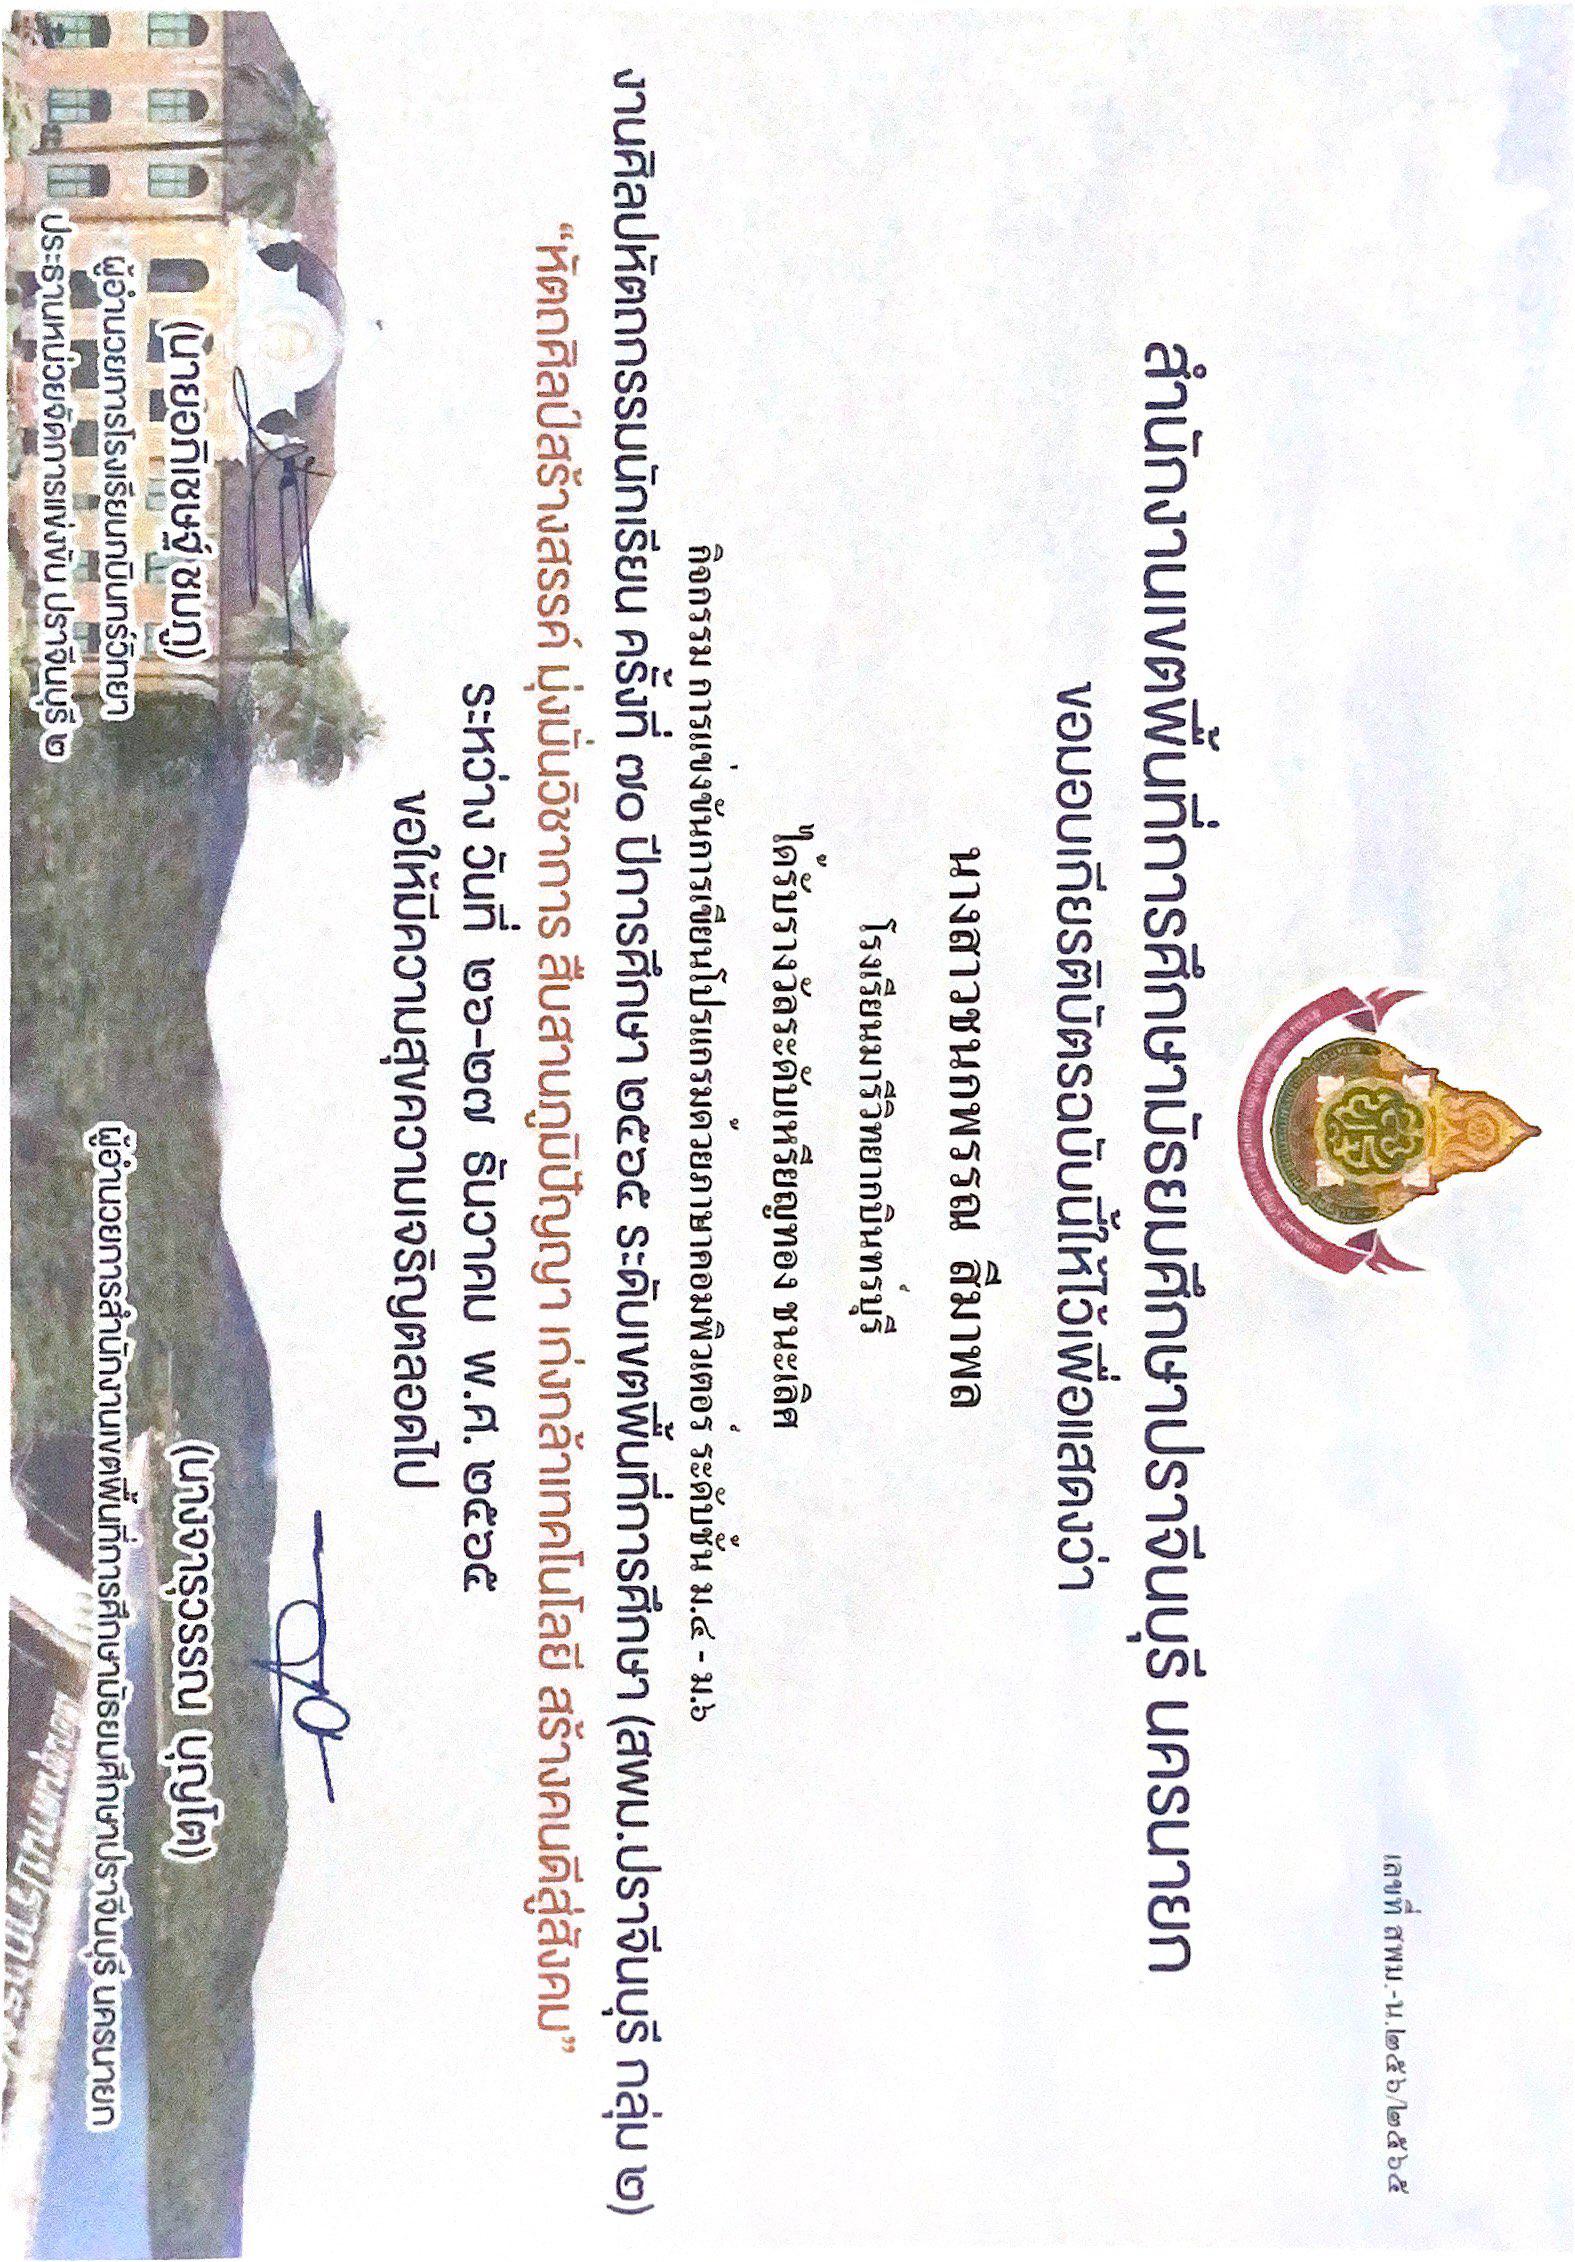 เลขที่ สพม.-น.๒๕๖/๒๕๖๕
สำนักงานเขตพื้นที่การศึกษามัธยมศึกษาปราจีนบุรี นครนายก
ขอมอบเกียรติบัตรฉบับนี้ให้ไว้เพื่อแสดงว่า
นางสาวชนกพรรณ สีมาพล
โรงเรียนมารีวิทยากบินทร์บุรี
ได้รับรางวัลระดับเหรียญทอง ชนะเลิศ
กิจกรรม การแข่งขันการเขียนโปรแกรมด้วยภาษาคอมพิวเตอร์ ระดับชั้น ม.๔ - ม.๖
งานศิลปหัตถกรรมนักเรียน ครั้งที่ ๗๐ ปีการศึกษา ๒๕๖๕ ระดับเขตพื้นที่การศึกษา (สพม.ปราจีนบุรี กลุ่ม ๒)
“หัตถศิลป์สร้างสรรค์ มุ่งมั่นวิชาการ สืบสานภูมิปัญญา เก่งกล้าเทคโนโลยี สร้างคนดีสู่สังคม”
ระหว่าง วันที่ ๒๖-๒๗ ธันวาคม พ.ศ. ๒๕๖๕
ขอให้มีความสุขความเจริญตลอดไป
(นายอภิเชษฐ์ ชมภู)
ผู้อำนวยการโรงเรียนกบินทร์วิทยา
ประธานหน่วยจัดการแข่งขัน ปราจีนบุรี ๒
(นางจารุวรรณ บุญโต)
ผู้อำนวยการสำนักงานเขตพื้นที่การศึกษามัธยมศึกษาปราจีนบุรี นครนายก